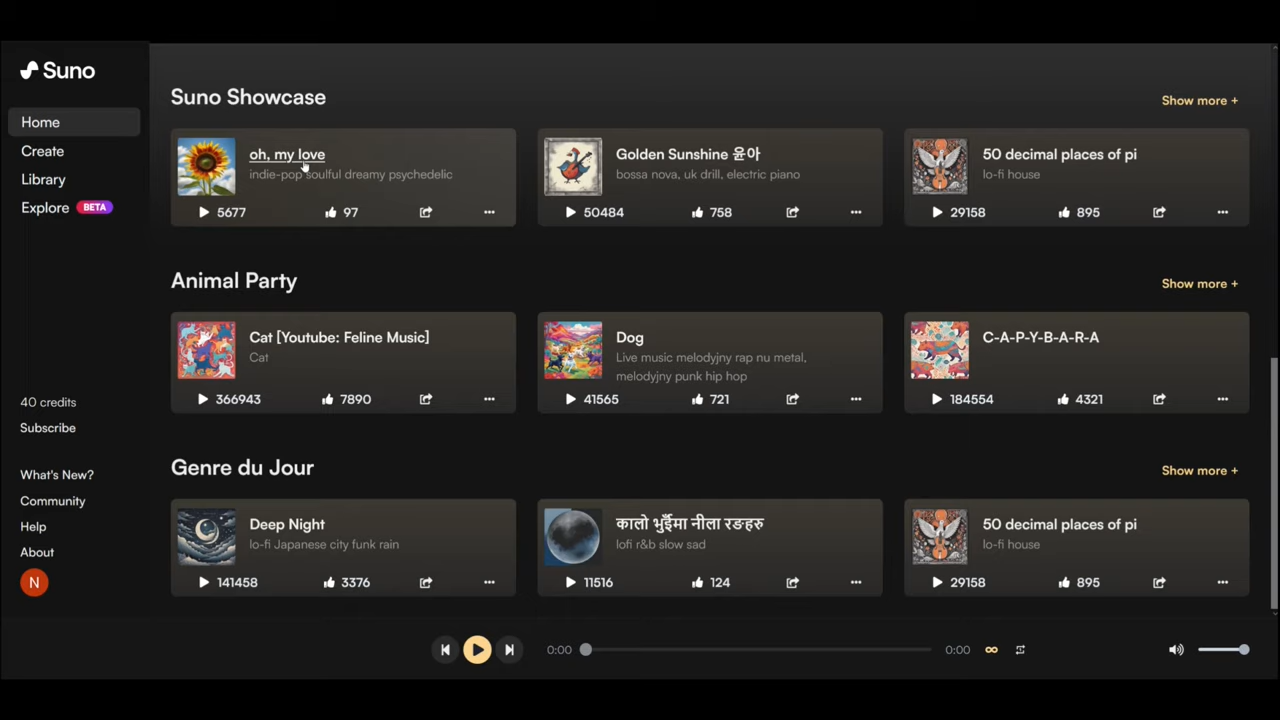 Suno
Home
Create
Library
Explore BETA
40 credits
Subscribe
What's New?
Community
Help
About
N
Suno Showcase
Show more +
oh, my love
indie-pop soulful dreamy psychedelic
5677 97
Golden Sunshine 윤아
bossa nova, uk drill, electric piano
50484 758
50 decimal places of pi
lo-fi house
29158 895
Animal Party
Show more +
Cat [Youtube: Feline Music]
Cat
366943 7890
Dog
Live music melodyjny rap nu metal,
melodyjny punk hip hop
41565 721
C-A-P-Y-B-A-R-A
184554 4321
Genre du Jour
Show more +
Deep Night
lo-fi Japanese city funk rain
141458 3376
कालो भुईँमा नीला रङहरु
lofi r&b slow sad
11516 124
50 decimal places of pi
lo-fi house
29158 895
0:00 0:00